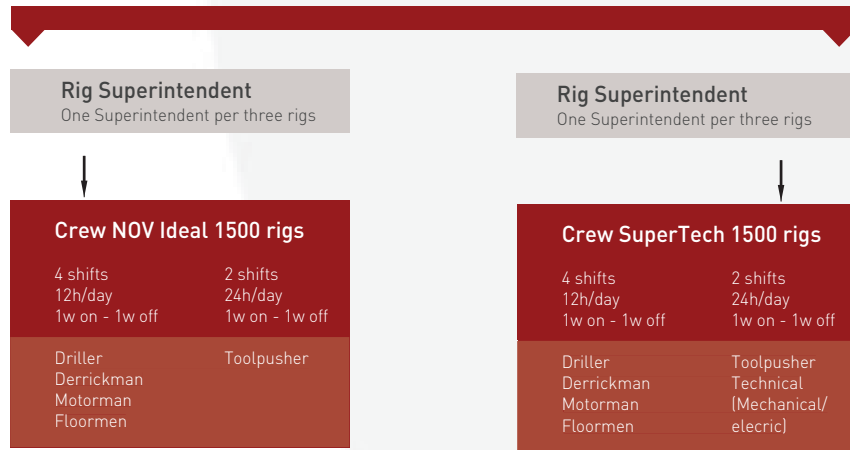 Rig Superintendent
One Superintendent per three rigs
Crew NOV Ideal 1500 rigs
4 shifts
12h/day
1w on - 1w off
2 shifts
24h/day
1w on - 1w off
Driller
Derrickman
Motorman
Floormen
Toolpusher
Rig Superintendent
One Superintendent per three rigs
Crew SuperTech 1500 rigs
4 shifts
12h/day
1w on - 1w off
2 shifts
24h/day
1w on - 1w off
Driller
Derrickman
Motorman
Floormen
Toolpusher
Technical
(Mechanical/
elecric)